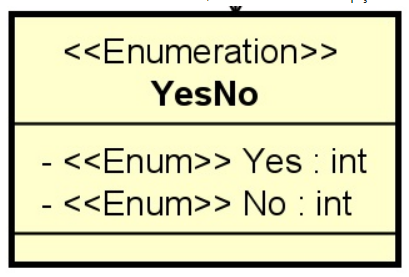 <<Enumeration>>
YesNo
- <<Enum>> Yes : int
- <<Enum>> No : int